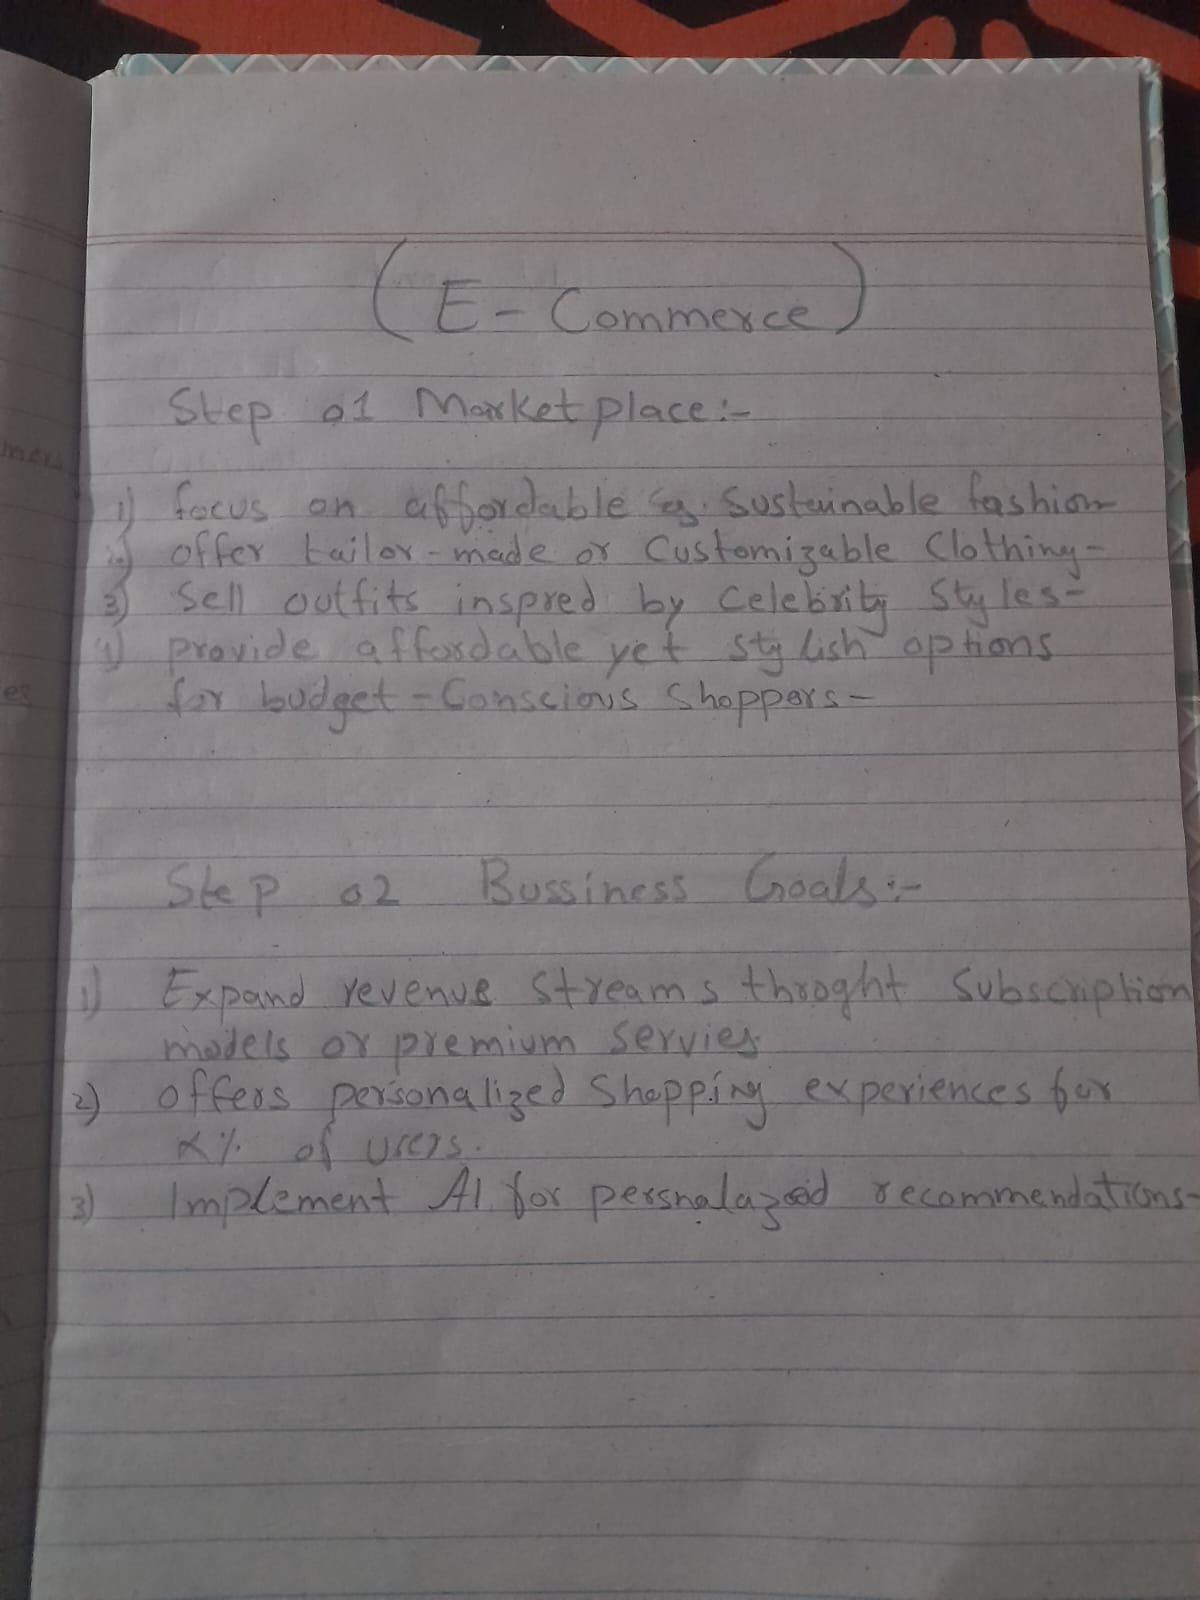 (E-Commerce)
Step 01 Marketplace:-
1) focus on affordable & sustainable fashion
2) offer tailor-made or Customizable Clothing-
3) Sell outfits inspred by Celebrity Styles-
4) provide affordable yet stylish options
for budget-Conscious Shoppers-
Step 02 Bussiness Goals:-
1) Expand revenue streams throght Subscription
models or premium servies.
2) offers personalized Shopping experiences for
x% of users.
3) Implement AI for persnalazed recommendations-
mers
es